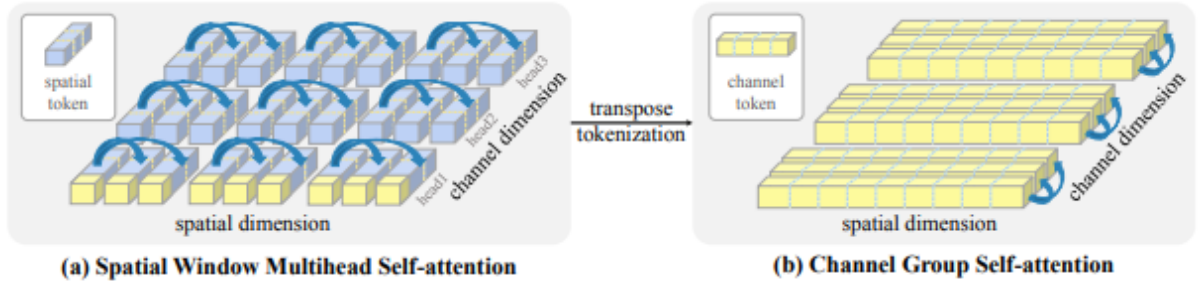 spatial
token
head3
head2
head1
channel dimension
spatial dimension
(a) Spatial Window Multihead Self-attention
transpose
tokenization
channel
token
channel dimension
spatial dimension
(b) Channel Group Self-attention